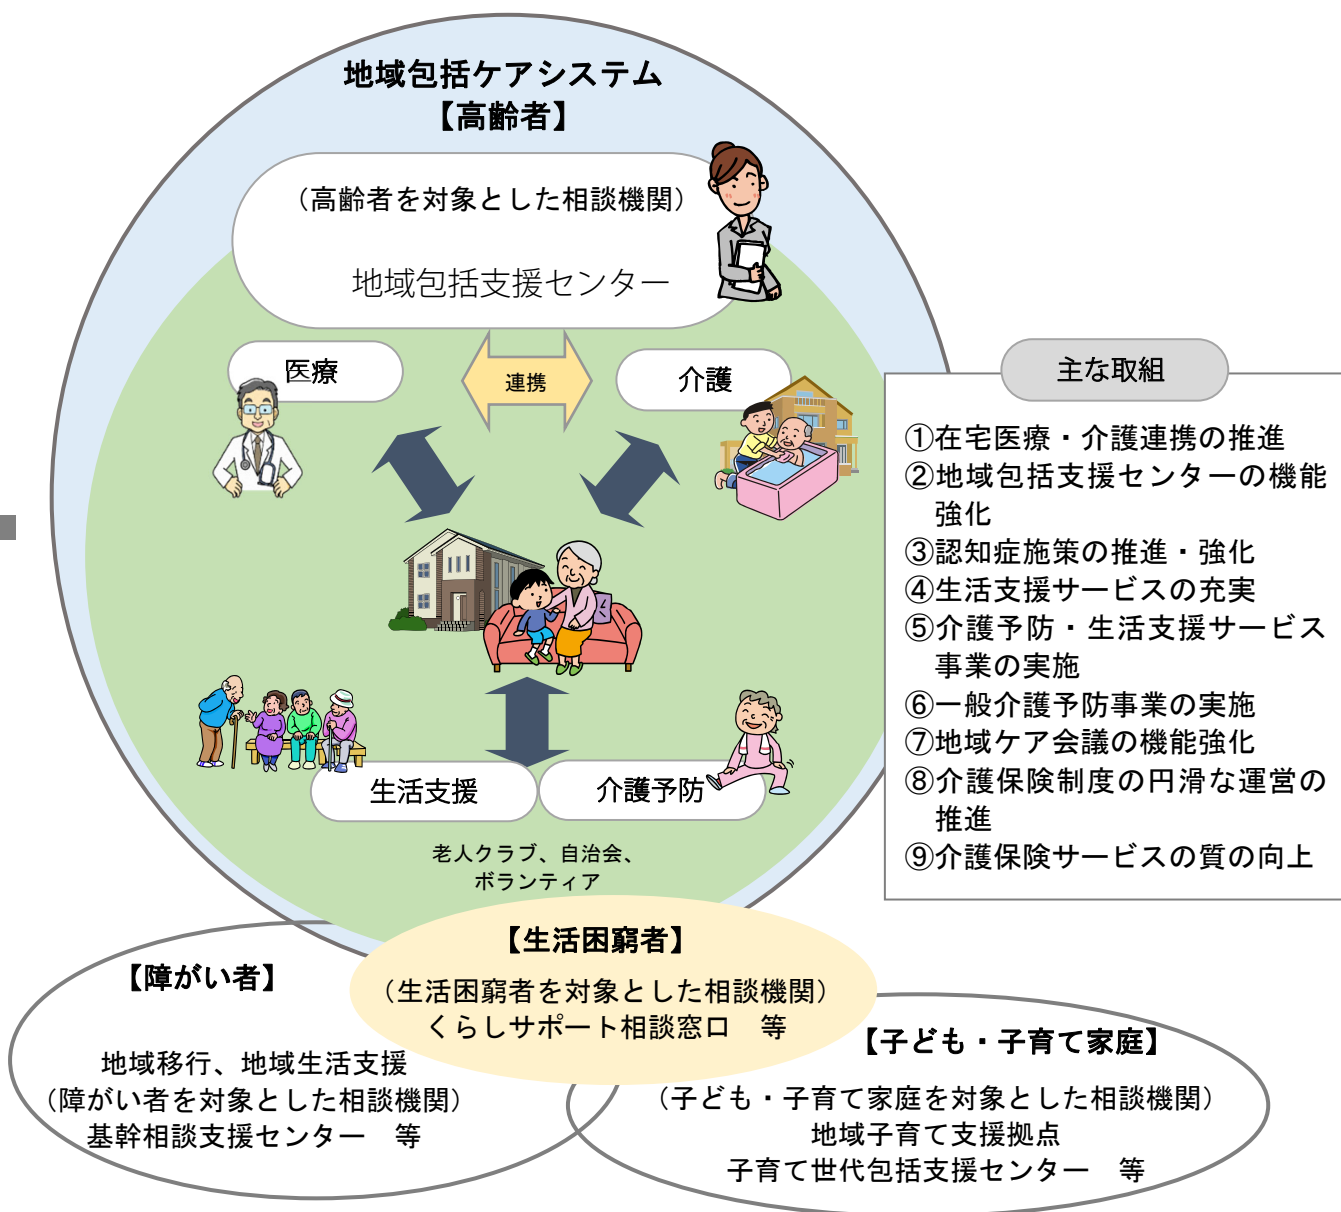 地域包括ケアシステム
【高齢者】
（高齢者を対象とした相談機関）
地域包括支援センター
医療
連携
介護
生活支援
介護予防
老人クラブ、自治会、
ボランティア
主な取組
①在宅医療・介護連携の推進
②地域包括支援センターの機能
強化
③認知症施策の推進・強化
④生活支援サービスの充実
⑤介護予防・生活支援サービス
事業の実施
⑥一般介護予防事業の実施
⑦地域ケア会議の機能強化
⑧介護保険制度の円滑な運営の
推進
⑨介護保険サービスの質の向上
【生活困窮者】
（生活困窮者を対象とした相談機関）
くらしサポート相談窓口　等
【障がい者】
地域移行、地域生活支援
（障がい者を対象とした相談機関）
基幹相談支援センター　等
【子ども・子育て家庭】
（子ども・子育て家庭を対象とした相談機関）
地域子育て支援拠点
子育て世代包括支援センター　等